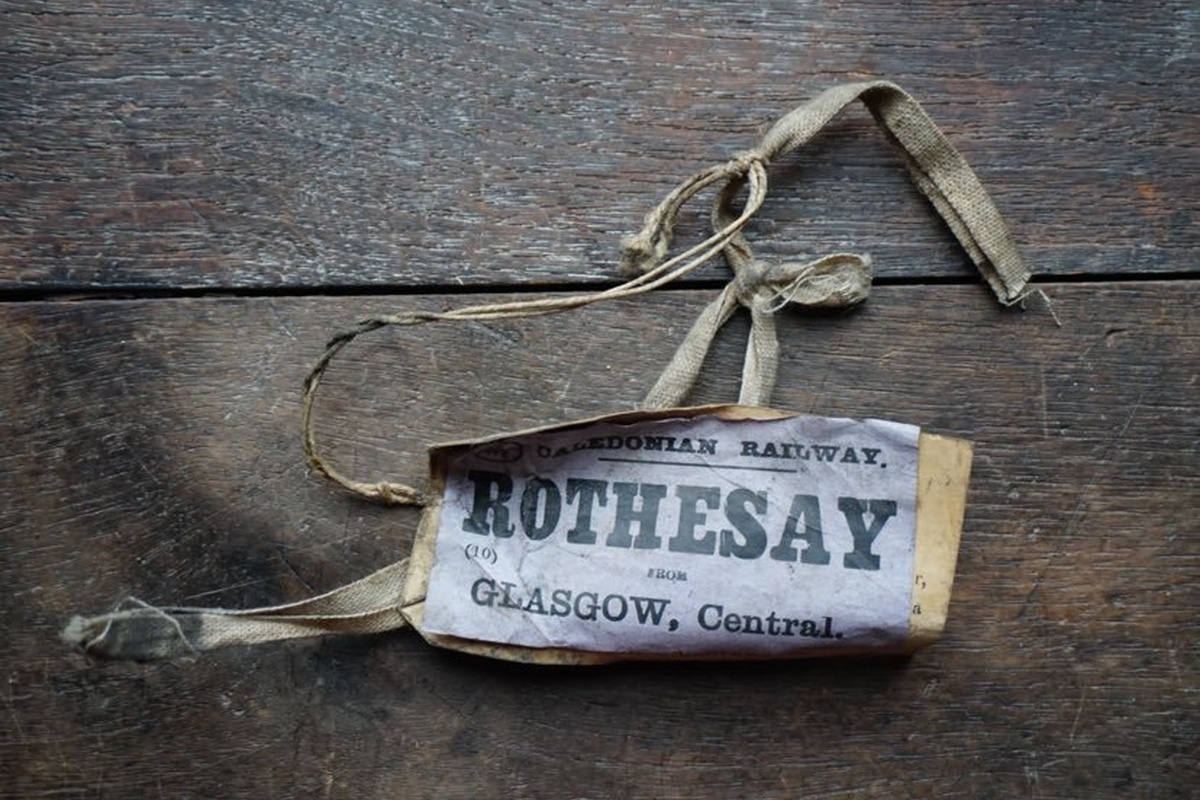 CALEDONIAN RAILWAY.
ROTHESAY
(10)
FROM
GLASGOW, Central.
r,
a